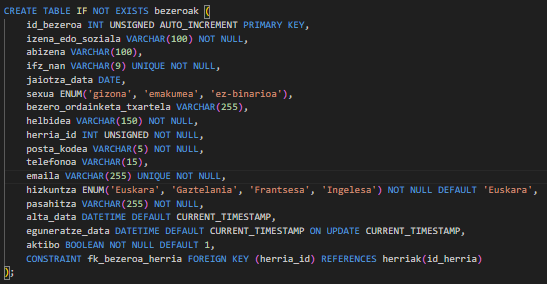 CREATE TABLE IF NOT EXISTS bezeroak (
id_bezeroa INT UNSIGNED AUTO_INCREMENT PRIMARY KEY,
izena_edo_soziala VARCHAR(100) NOT NULL,
abizena VARCHAR(100),
ifz_nan VARCHAR(9) UNIQUE NOT NULL,
jaiotza_data DATE,
sexua ENUM('gizona', 'emakumea', 'ez-binarioa'),
bezero_ordainketa_txartela VARCHAR(255),
helbidea VARCHAR(150) NOT NULL,
herria_id INT UNSIGNED NOT NULL,
posta_kodea VARCHAR(5) NOT NULL,
telefonoa VARCHAR(15),
emaila VARCHAR(255) UNIQUE NOT NULL,
hizkuntza ENUM('Euskara', 'Gaztelania', 'Frantsesa', 'Ingelesa') NOT NULL DEFAULT 'Euskara',
pasahitza VARCHAR(255) NOT NULL,
alta_data DATETIME DEFAULT CURRENT_TIMESTAMP,
eguneratze_data DATETIME DEFAULT CURRENT_TIMESTAMP ON UPDATE CURRENT_TIMESTAMP,
aktibo BOOLEAN NOT NULL DEFAULT 1,
CONSTRAINT fk_bezeroa_herria FOREIGN KEY (herria_id) REFERENCES herriak(id_herria)
);